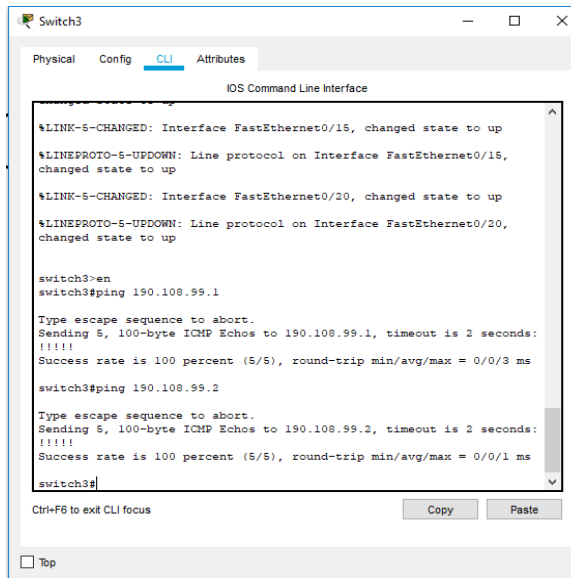 Switch3
Physical Config CLI Attributes
IOS Command Line Interface
changed state to up
%LINK-5-CHANGED: Interface FastEthernet0/15, changed state to up
%LINEPROTO-5-UPDOWN: Line protocol on Interface FastEthernet0/15,
changed state to up
%LINK-5-CHANGED: Interface FastEthernet0/20, changed state to up
%LINEPROTO-5-UPDOWN: Line protocol on Interface FastEthernet0/20,
changed state to up
switch3>en
switch3#ping 190.108.99.1
Type escape sequence to abort.
Sending 5, 100-byte ICMP Echos to 190.108.99.1, timeout is 2 seconds:
!!!!!
Success rate is 100 percent (5/5), round-trip min/avg/max = 0/0/3 ms
switch3#ping 190.108.99.2
Type escape sequence to abort.
Sending 5, 100-byte ICMP Echos to 190.108.99.2, timeout is 2 seconds:
!!!!!
Success rate is 100 percent (5/5), round-trip min/avg/max = 0/0/1 ms
switch3#
Ctrl+F6 to exit CLI focus
Copy
Paste
Top